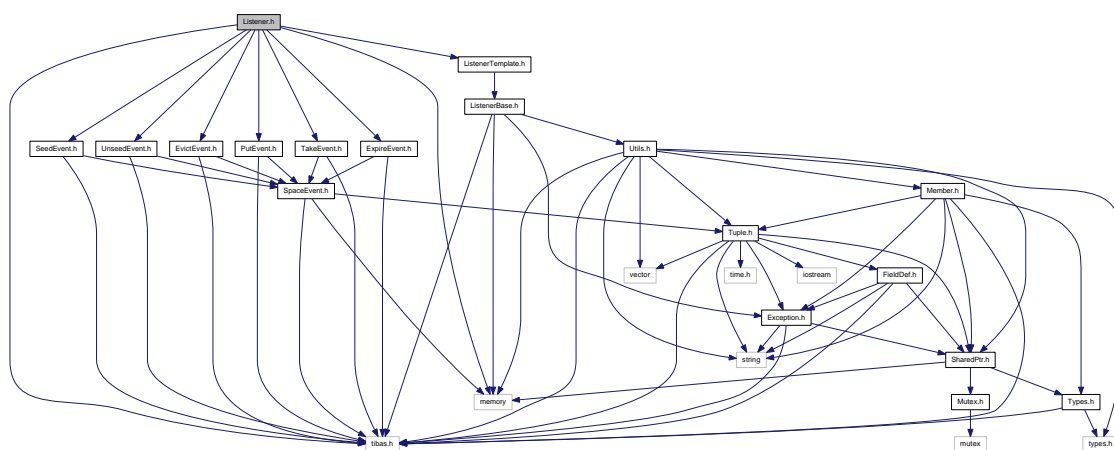 Listener.h
ListenerTemplate.h
ListenerBase.h
SeedEvent.h
UnseedEvent.h
EvictEvent.h
PutEvent.h
TakeEvent.h
ExpireEvent.h
Utils.h
SpaceEvent.h
Member.h
Tuple.h
vector
time.h
iostream
FieldDef.h
Exception.h
string
SharedPtr.h
memory
Mutex.h
Types.h
tibas.h
mutex
types.h